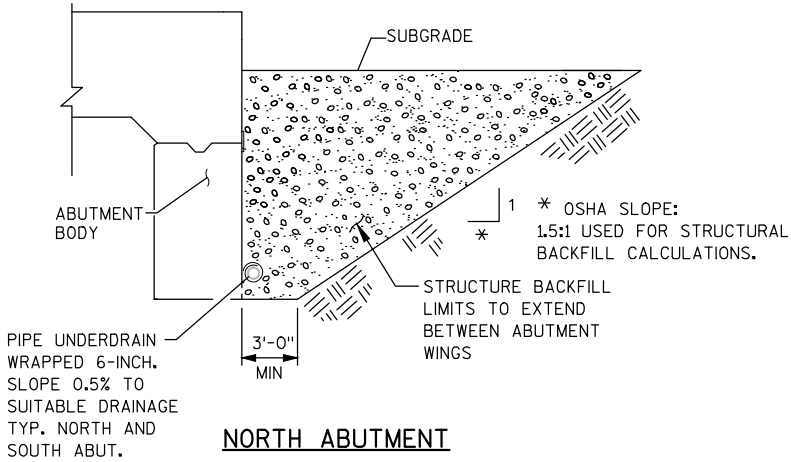 SUBGRADE
ABUTMENT
BODY
1
*
* OSHA SLOPE:
1.5:1 USED FOR STRUCTURAL
BACKFILL CALCULATIONS.
STRUCTURE BACKFILL
LIMITS TO EXTEND
BETWEEN ABUTMENT
WINGS
PIPE UNDERDRAIN
WRAPPED 6-INCH.
SLOPE 0.5% TO
SUITABLE DRAINAGE
TYP. NORTH AND
SOUTH ABUT.
3'-0"
MIN
NORTH ABUTMENT